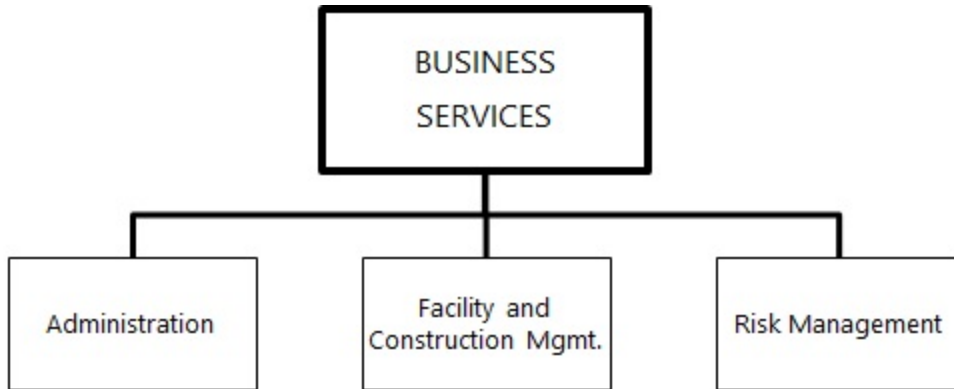 BUSINESS
SERVICES
Administration
Facility and
Construction Mgmt.
Risk Management